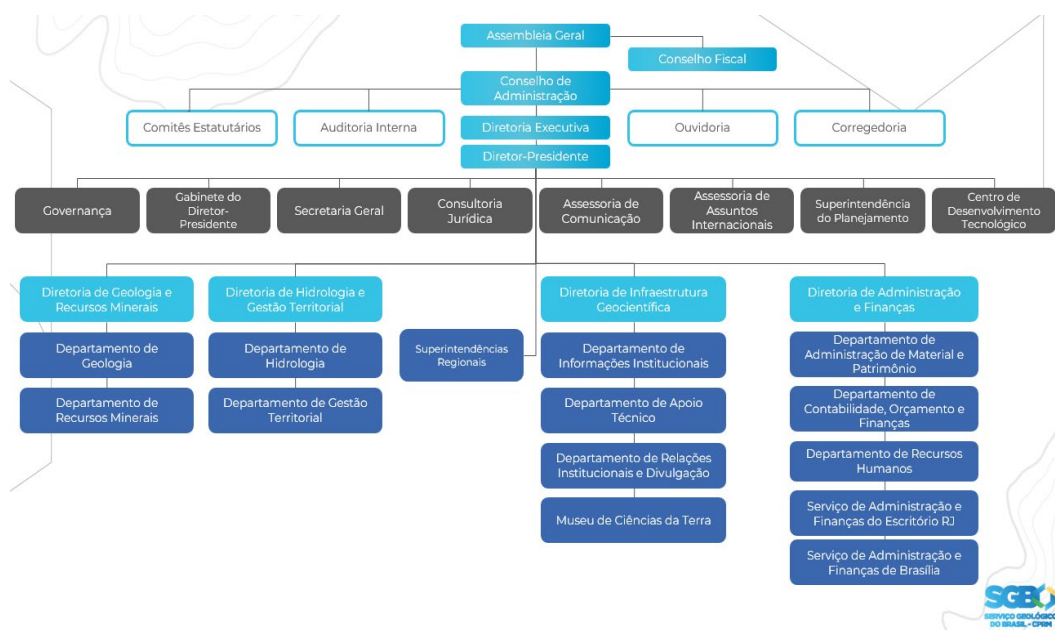 Assembleia Geral
Conselho Fiscal
Conselho de
Administração
Comitês Estatutários
Auditoria Interna
Diretoria Executiva
Ouvidoria
Corregedoria
Diretor-Presidente
Governança
Gabinete do
Diretor-
Presidente
Secretaria Geral
Consultoria
Jurídica
Assessoria de
Comunicação
Assessoria de
Assuntos
Internacionais
Superintendência
do Planejamento
Centro de
Desenvolvimento
Tecnológico
Diretoria de Geologia e
Recursos Minerais
Diretoria de Hidrologia e
Gestão Territorial
Diretoria de Infraestrutura
Geocientífica
Diretoria de Administração
e Finanças
Departamento de
Geologia
Departamento de
Hidrologia
Superintendências
Regionais
Departamento de
Informações Institucionais
Departamento de
Administração de Material e
Patrimônio
Departamento de
Recursos Minerais
Departamento de Gestão
Territorial
Departamento de Apoio
Técnico
Departamento de
Contabilidade, Orçamento e
Finanças
Departamento de Relações
Institucionais e Divulgação
Departamento de Recursos
Humanos
Museu de Ciências da Terra
Serviço de Administração e
Finanças do Escritório RJ
Serviço de Administração e
Finanças de Brasília
SGB
SERVIÇO GEOLÓGICO
DO BRASIL - CPRM